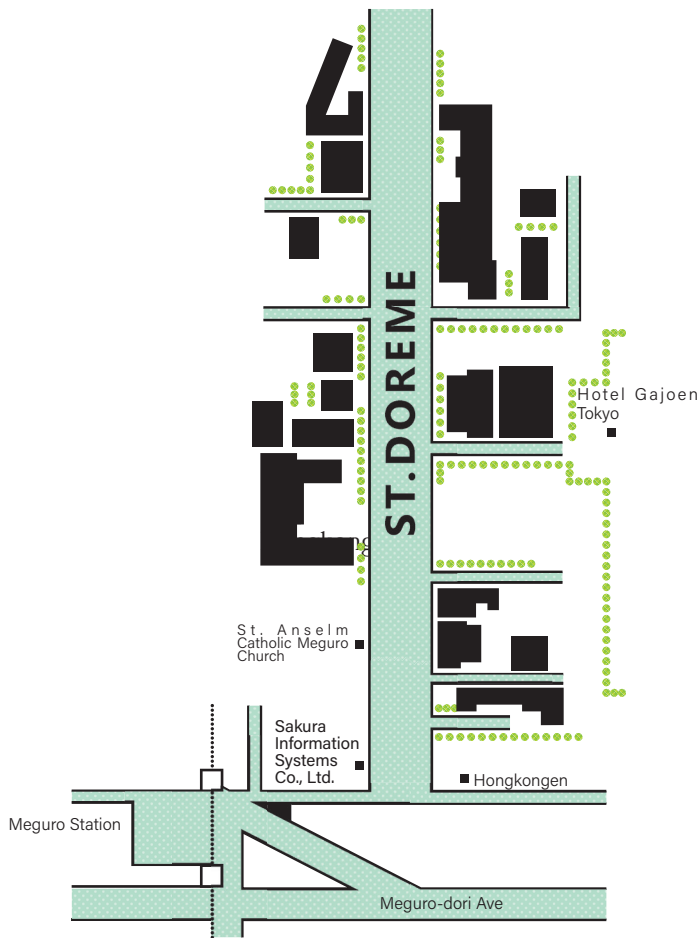 ST.DOREME
Hotel Gajoen
Tokyo
St. Anselm
Catholic Meguro
Church
Sakura
Information
Systems
Co., Ltd.
Hongkongen
Meguro Station
Meguro-dori Ave